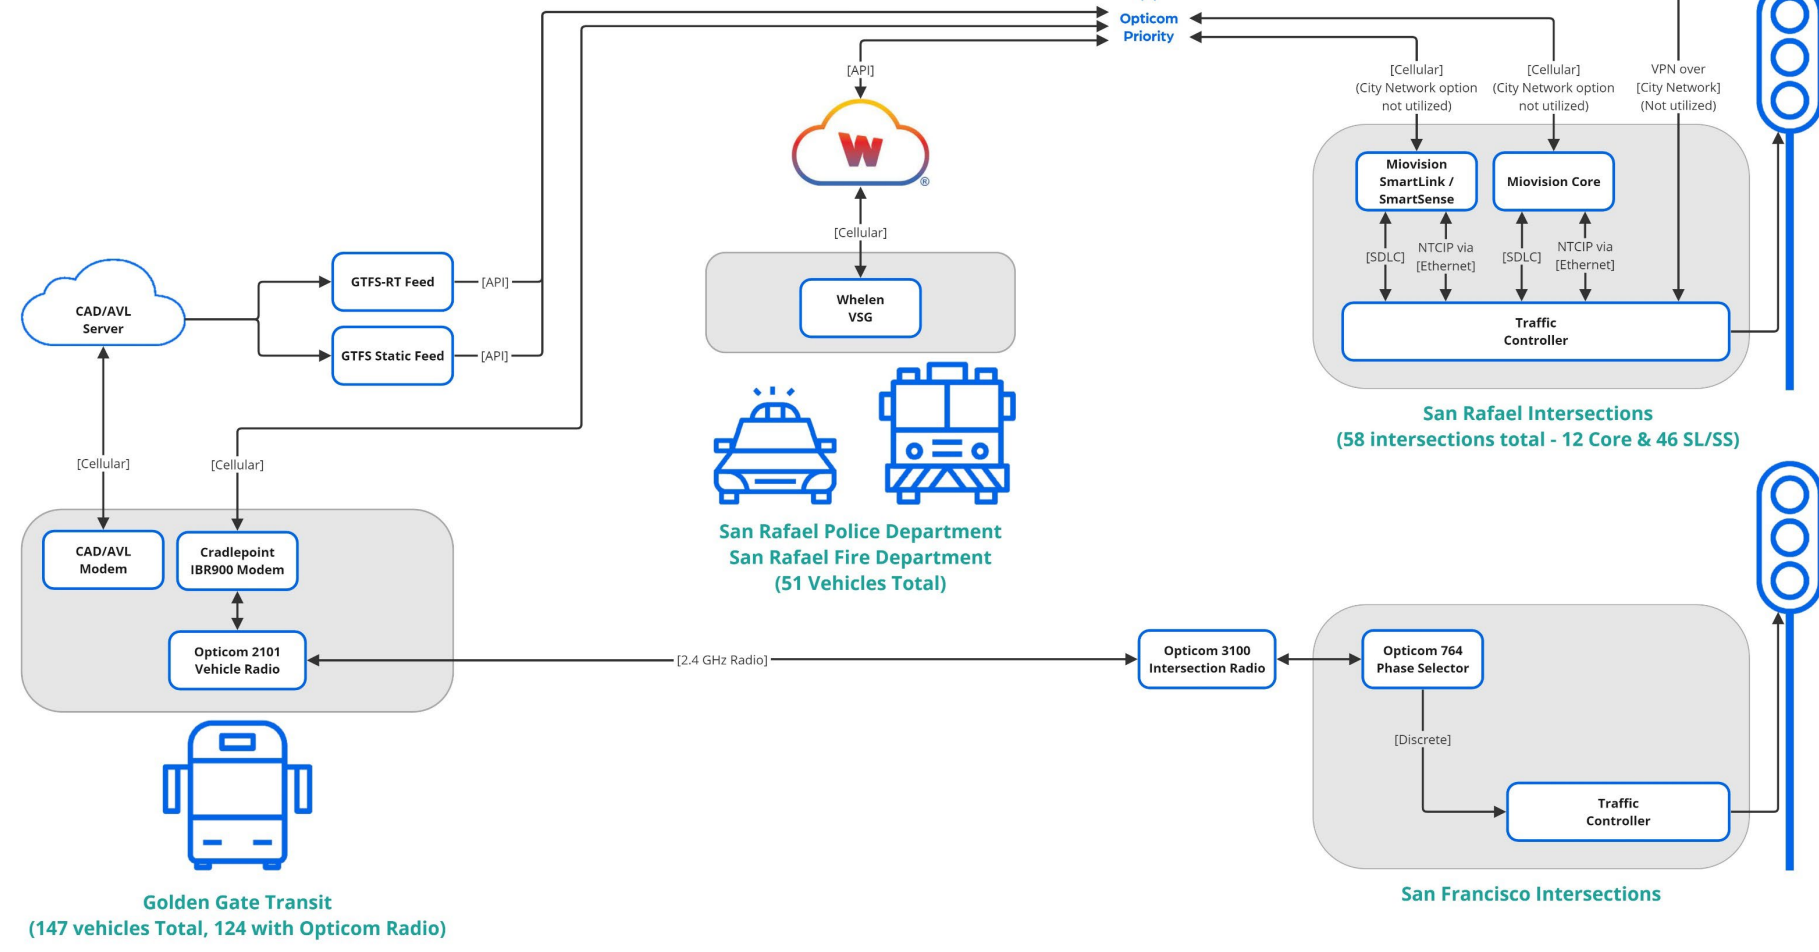 Opticom
Priority
[API]
[Cellular]
(City Network option
not utilized)
[Cellular]
(City Network option
not utilized)
VPN over
[City Network]
(Not utilized)
W
®
Miovision
SmartLink /
SmartSense
Miovision Core
[Cellular]
[SDLC]
NTCIP via
[Ethernet]
[SDLC]
NTCIP via
[Ethernet]
CAD/AVL
Server
GTFS-RT Feed
[API]
GTFS Static Feed
[API]
Whelen
VSG
Traffic
Controller
San Rafael Intersections
(58 intersections total - 12 Core & 46 SL/SS)
[Cellular]
[Cellular]
San Rafael Police Department
San Rafael Fire Department
(51 Vehicles Total)
CAD/AVL
Modem
Cradlepoint
IBR900 Modem
Opticom 2101
Vehicle Radio
[2.4 GHz Radio]
Opticom 3100
Intersection Radio
Opticom 764
Phase Selector
[Discrete]
Traffic
Controller
San Francisco Intersections
Golden Gate Transit
(147 vehicles Total, 124 with Opticom Radio)